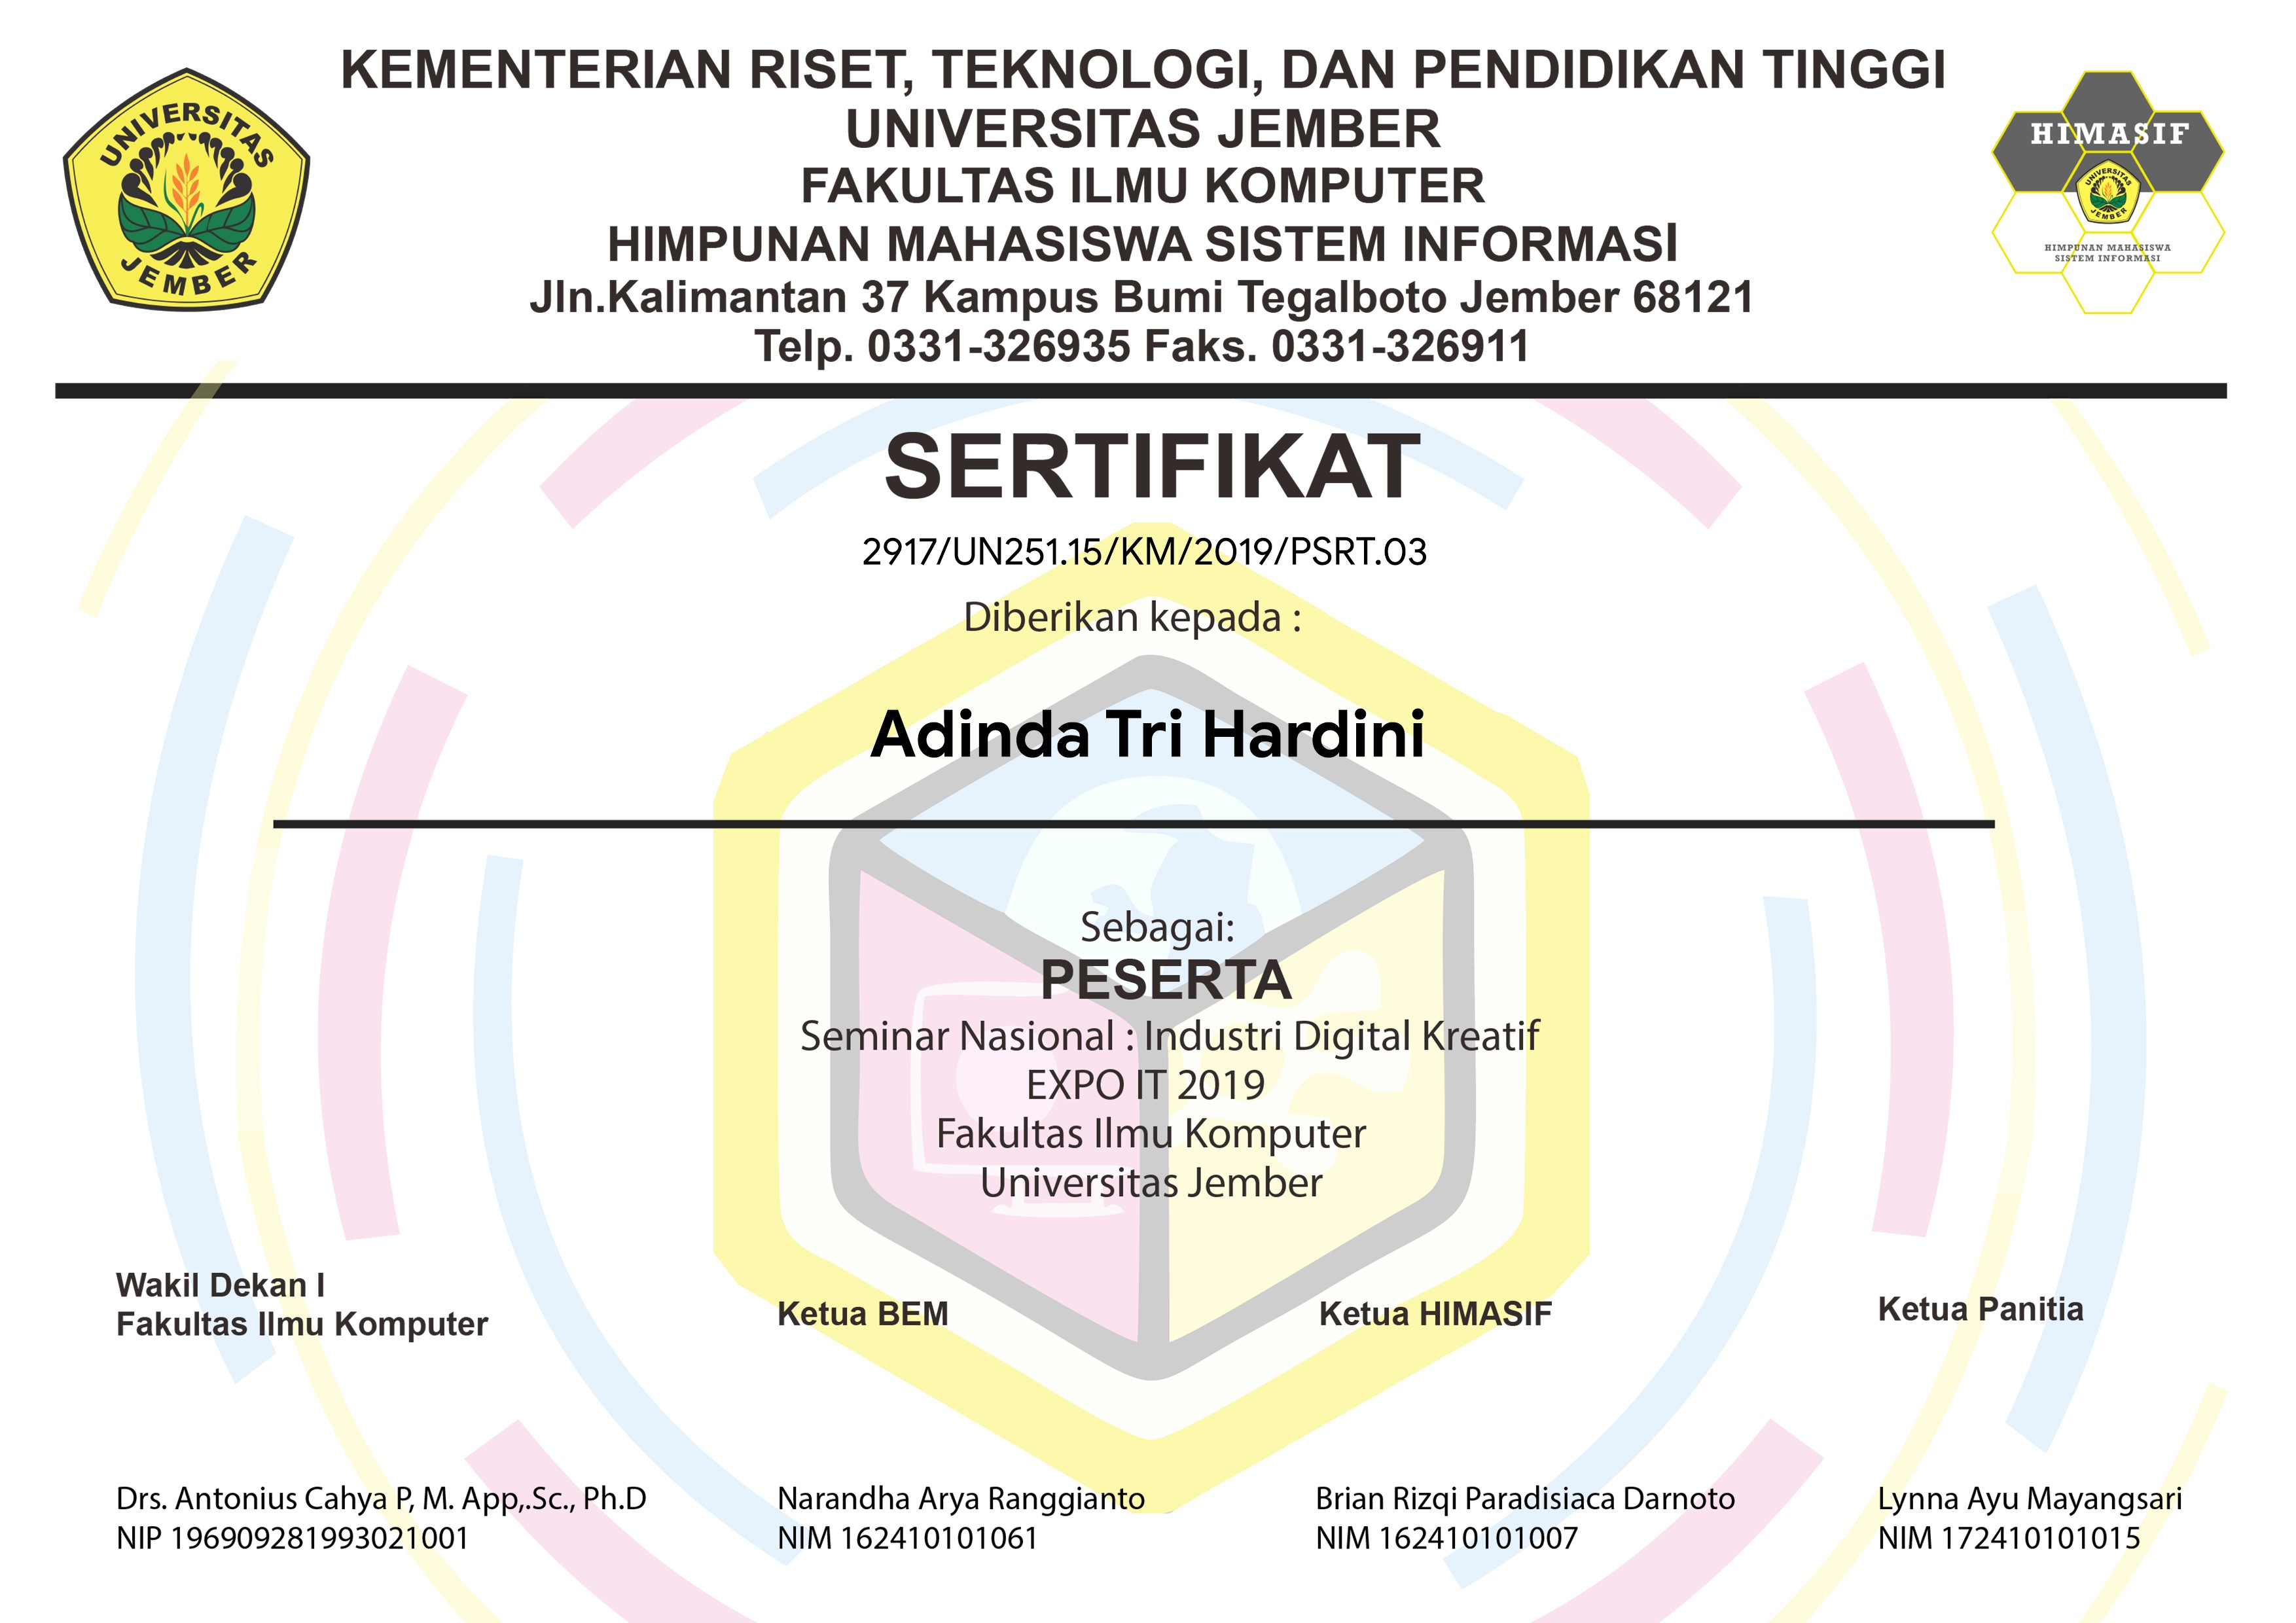 UNIVERSITAS
JEMBER
KEMENTERIAN RISET, TEKNOLOGI, DAN PENDIDIKAN TINGGI
UNIVERSITAS JEMBER
FAKULTAS ILMU KOMPUTER
HIMPUNAN MAHASISWA SISTEM INFORMASI
Jln.Kalimantan 37 Kampus Bumi Tegalboto Jember 68121
Telp. 0331-326935 Faks. 0331-326911
HIMASIF
UNIVERSITAS
JEMBER
HIMPUNAN MAHASISWA
SISTEM INFORMASI
SERTIFIKAT
2917/UN251.15/KM/2019/PSRT.03
Diberikan kepada :
Adinda Tri Hardini
Sebagai:
PESERTA
Seminar Nasional : Industri Digital Kreatif
EXPO IT 2019
Fakultas Ilmu Komputer
Universitas Jember
Wakil Dekan I
Fakultas Ilmu Komputer
Drs. Antonius Cahya P, M. App,.Sc., Ph.D
NIP 196909281993021001
Ketua BEM
Narandha Arya Ranggianto
NIM 162410101061
Ketua HIMASIF
Brian Rizqi Paradisiaca Darnoto
NIM 162410101007
Ketua Panitia
Lynna Ayu Mayangsari
NIM 172410101015